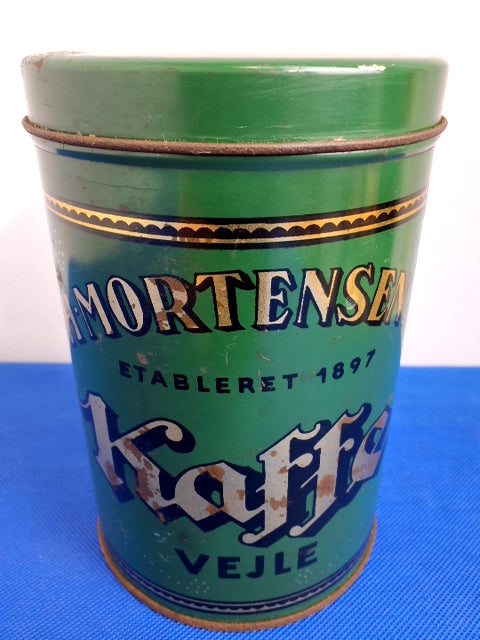 H. MORTENSEN
ETABLERET 1897
Kaffe
VEJLE